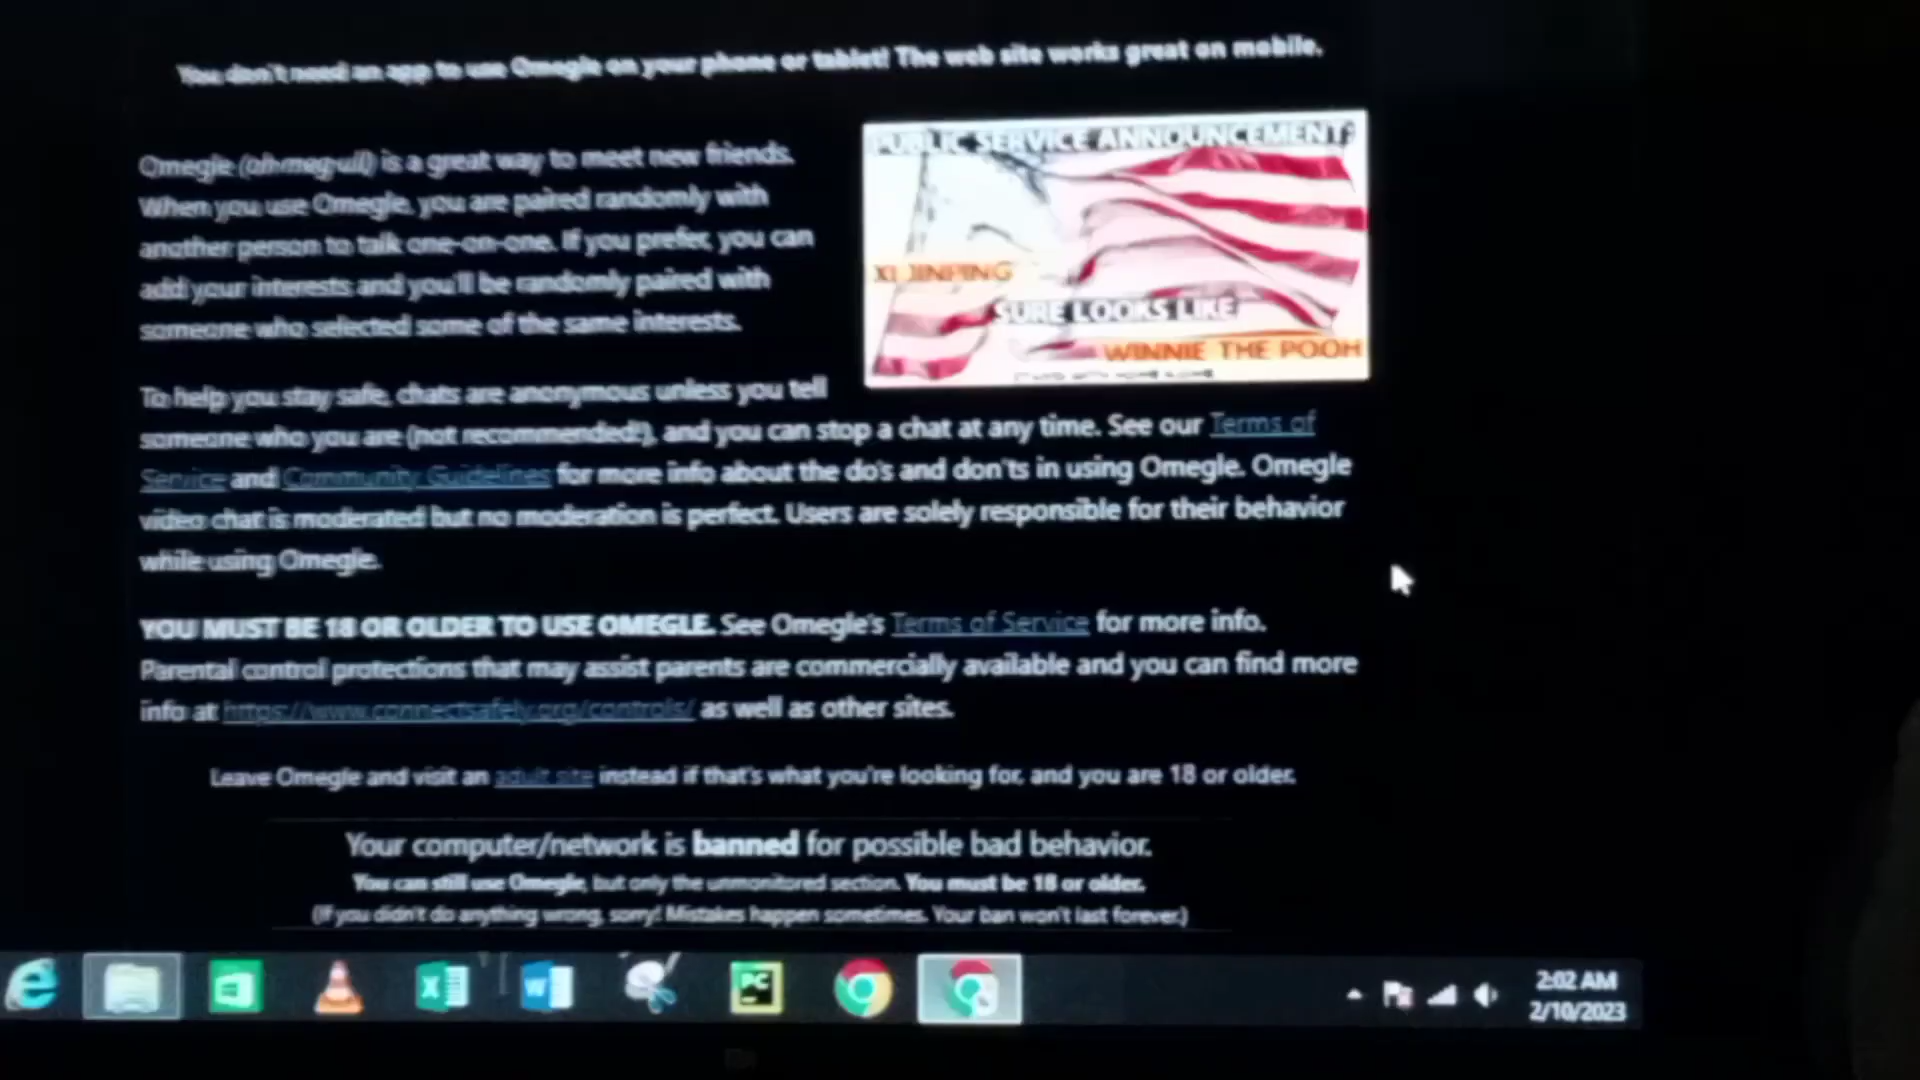 You don't need an app to use Omegle on your phone or tablet! The web site works great on mobile.
Omegle (oh·meg·ull) is a great way to meet new friends.
When you use Omegle, you are paired randomly with
another person to talk one-on-one. If you prefer, you can
add your interests and you'll be randomly paired with
someone who selected some of the same interests.
PUBLIC SERVICE ANNOUNCEMENT:
XI JINPING
SURE LOOKS LIKE
WINNIE THE POOH
To help you stay safe, chats are anonymous unless you tell
someone who you are (not recommended!), and you can stop a chat at any time. See our Terms of
Service and Community Guidelines for more info about the do's and don'ts in using Omegle. Omegle
video chat is moderated but no moderation is perfect. Users are solely responsible for their behavior
while using Omegle.
YOU MUST BE 18 OR OLDER TO USE OMEGLE. See Omegle's Terms of Service for more info.
Parental control protections that may assist parents are commercially available and you can find more
info at https://www.connectsafely.org/controls/ as well as other sites.
Leave Omegle and visit an adult site instead if that's what you're looking for, and you are 18 or older.
Your computer/network is banned for possible bad behavior.
You can still use Omegle, but only the unmonitored section. You must be 18 or older.
(If you didn't do anything wrong, sorry! Mistakes happen sometimes. Your ban won't last forever.)
PC
2:02 AM
2/10/2023